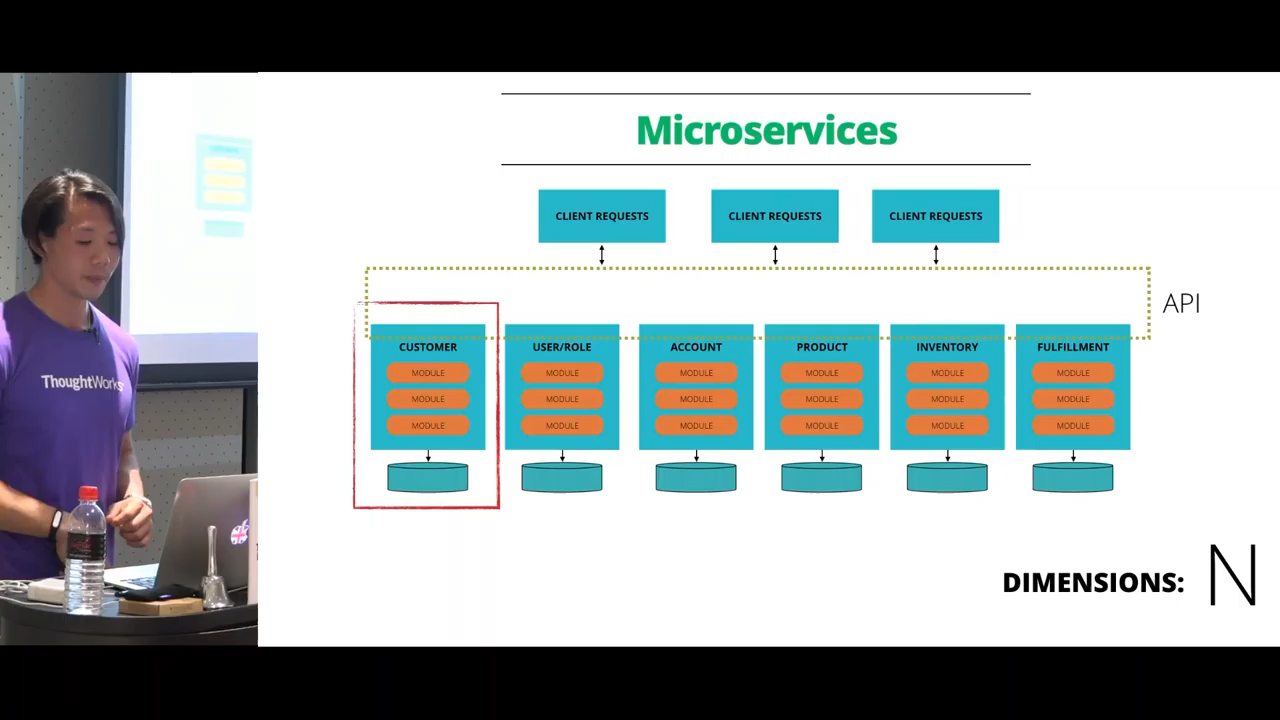 Microservices
CLIENT REQUESTS CLIENT REQUESTS CLIENT REQUESTS
API
CUSTOMER USER/ROLE ACCOUNT PRODUCT INVENTORY FULFILLMENT
MODULE MODULE MODULE MODULE MODULE MODULE
MODULE MODULE MODULE MODULE MODULE MODULE
MODULE MODULE MODULE MODULE MODULE MODULE
ThoughtWorks
DIMENSIONS: N